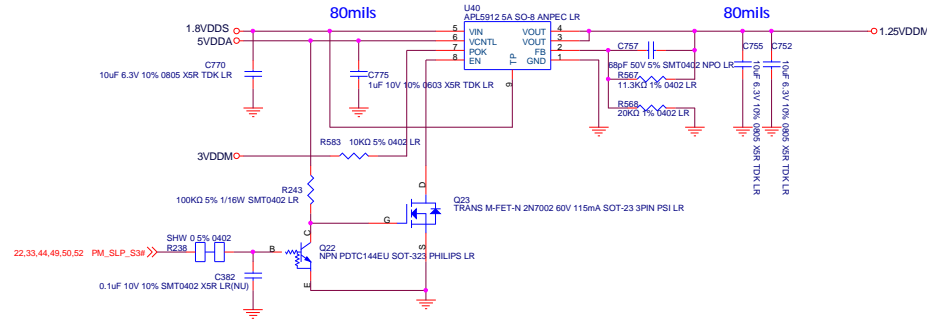 80mils
U40
APL5912 5A SO-8 ANPEC LR
80mils
1.8VDDS
5VDDA
5 VIN
6 VCNTL
7 POK
8 EN
TP
9
VOUT 4
VOUT 3
FB 2
GND 1
1.25VDDM
C770
10uF 6.3V 10% 0805 X5R TDK LR
C775
1uF 10V 10% 0603 X5R TDK LR
C757
68pF 50V 5% SMT0402 NPO LR
R567
11.3KΩ 1% 0402 LR
R568
20KΩ 1% 0402 LR
C755
10uF 6.3V 10% 0805 X5R TDK LR
C752
10uF 6.3V 10% 0805 X5R TDK LR
3VDDM
R583 10KΩ 5% 0402 LR
R243
100KΩ 5% 1/16W SMT0402 LR
D
G
S
Q23
TRANS M-FET-N 2N7002 60V 115mA SOT-23 3PIN PSI LR
22,33,44,49,50,52 PM_SLP_S3#
SHW 0 5% 0402
R238
B
C
E
Q22
NPN PDTC144EU SOT-323 PHILIPS LR
C382
0.1uF 10V 10% SMT0402 X5R LR(NU)